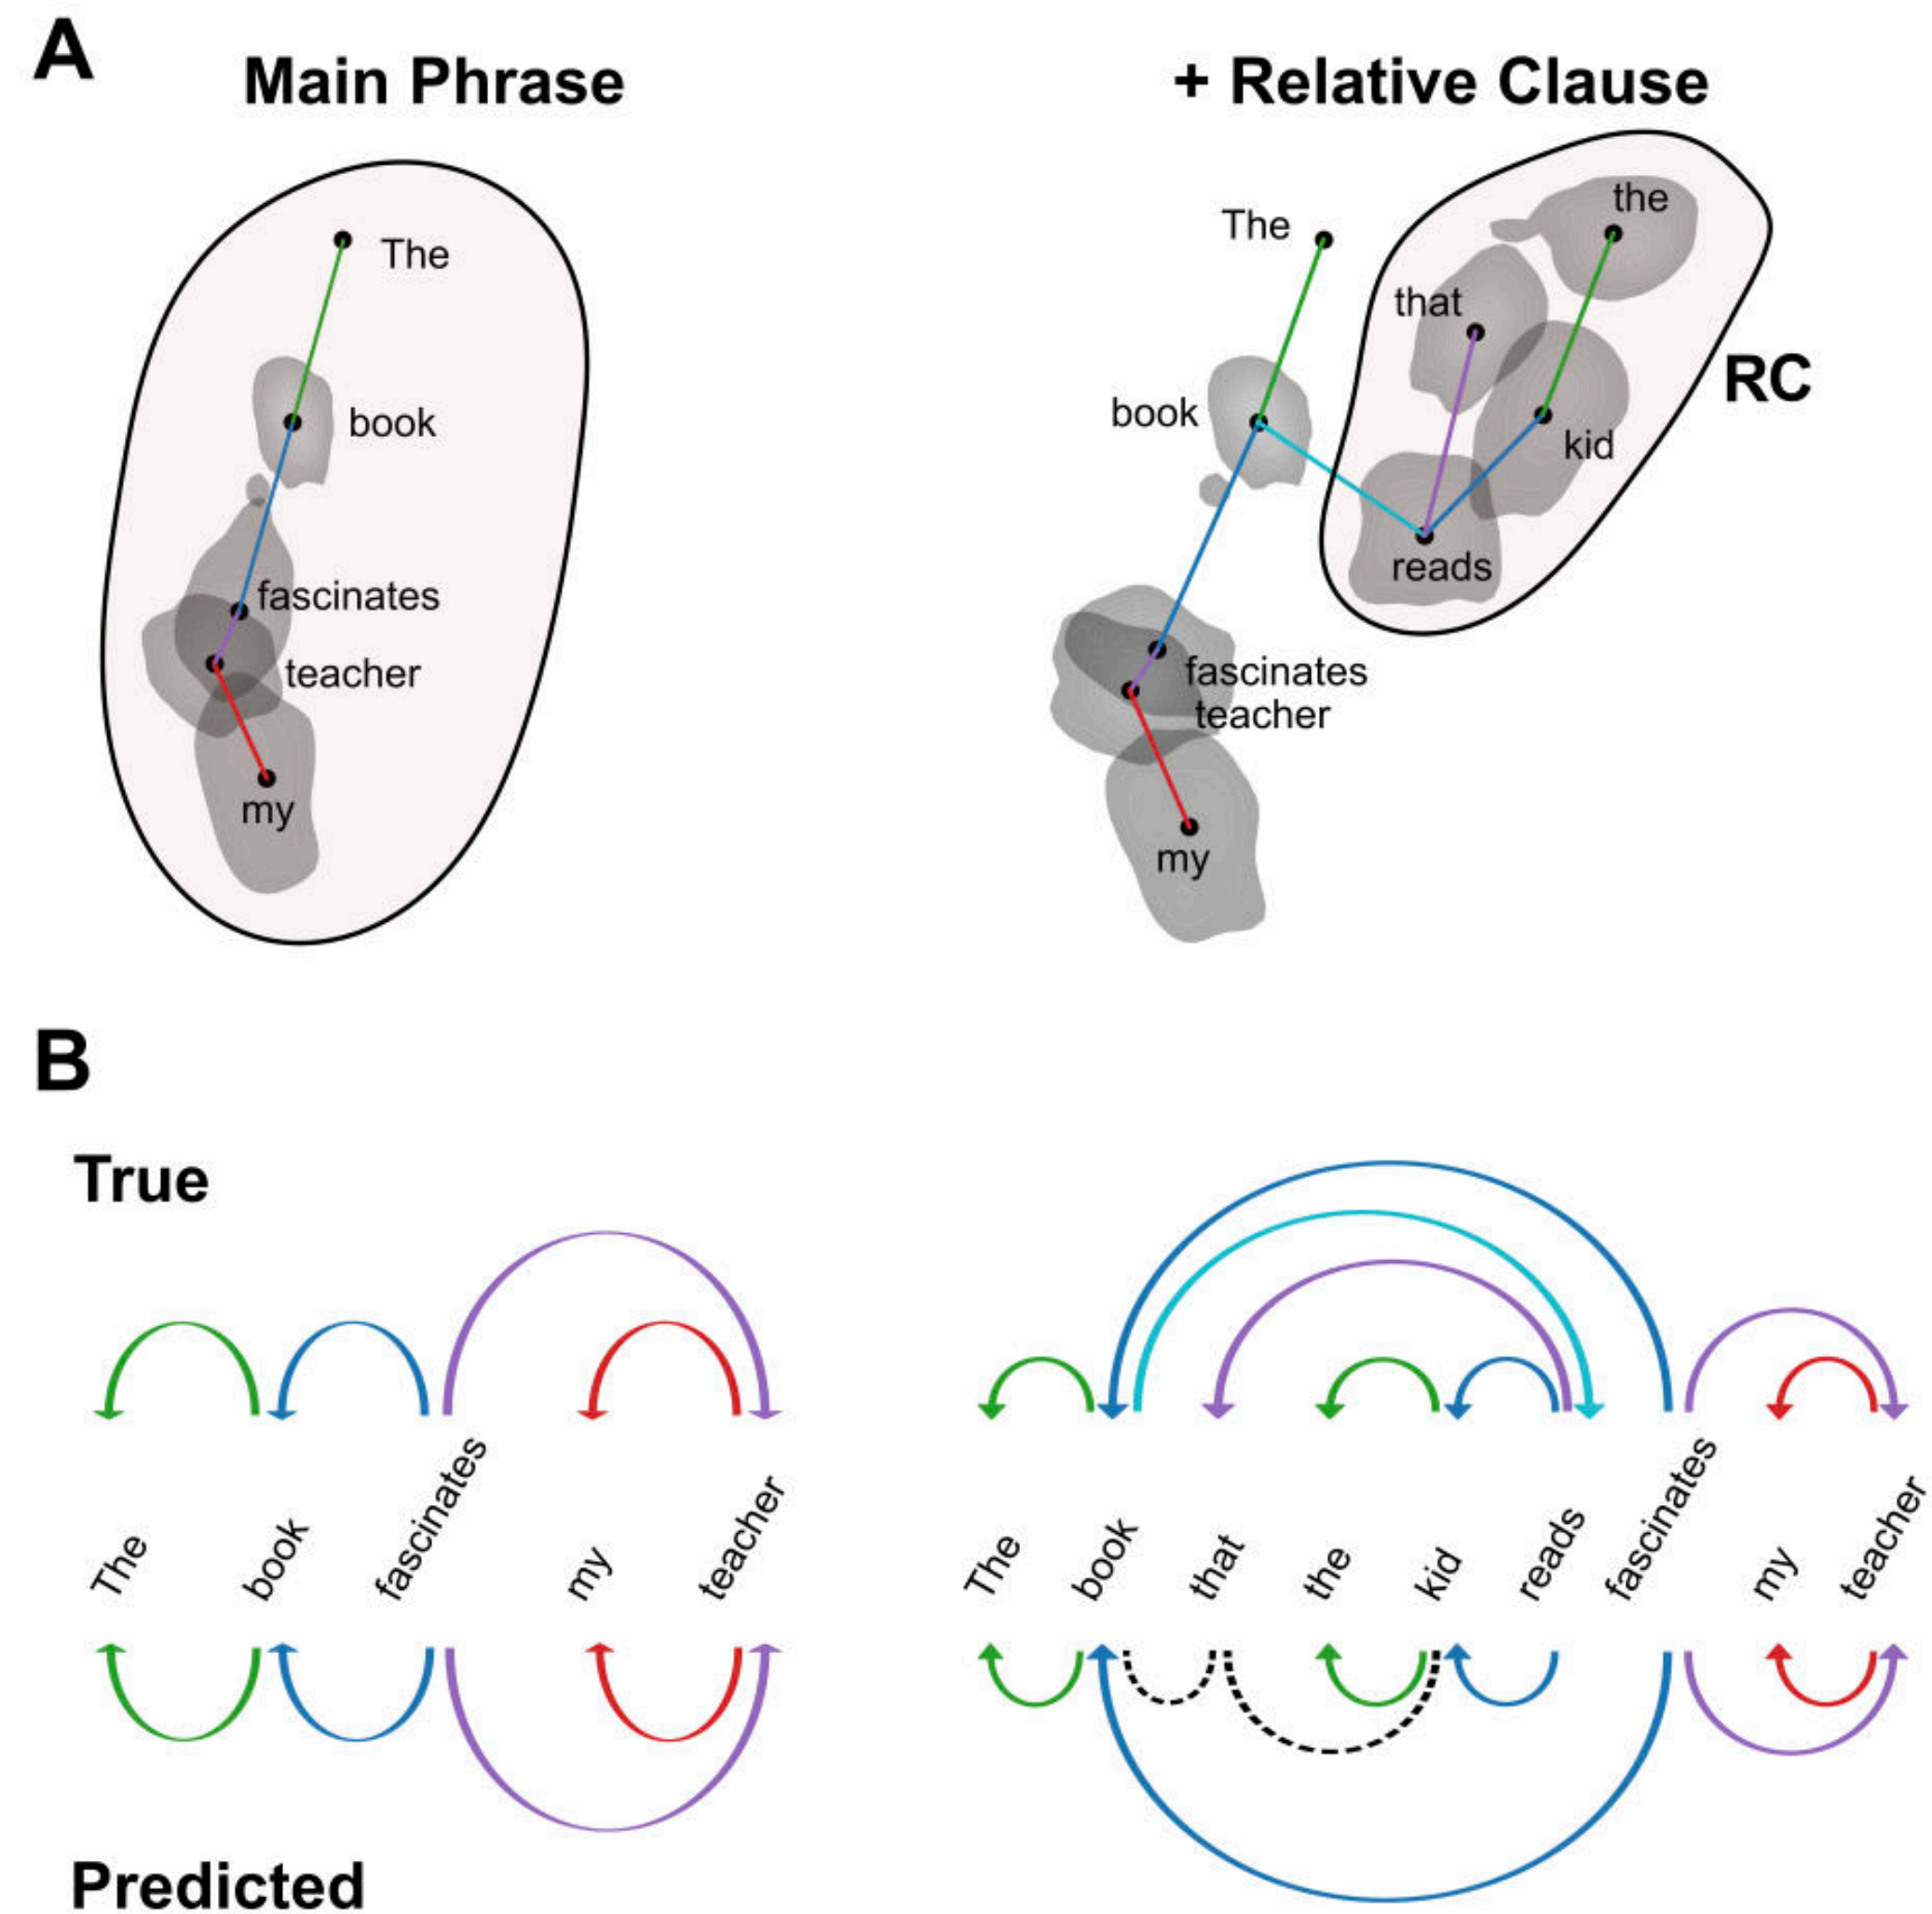 A
Main Phrase
+ Relative Clause
The
book
fascinates
teacher
my
The
the
that
book
RC
kid
reads
fascinates
teacher
my
B
True
The book fascinates my teacher
The book that the kid reads fascinates my teacher
Predicted